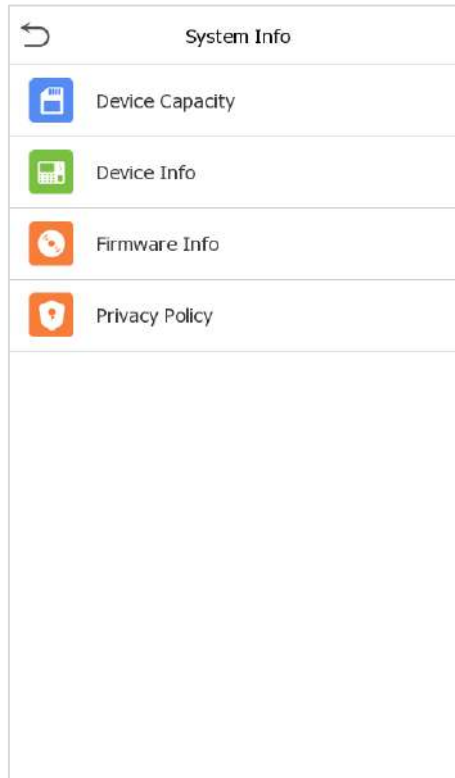 System Info
Device Capacity
Device Info
Firmware Info
Privacy Policy